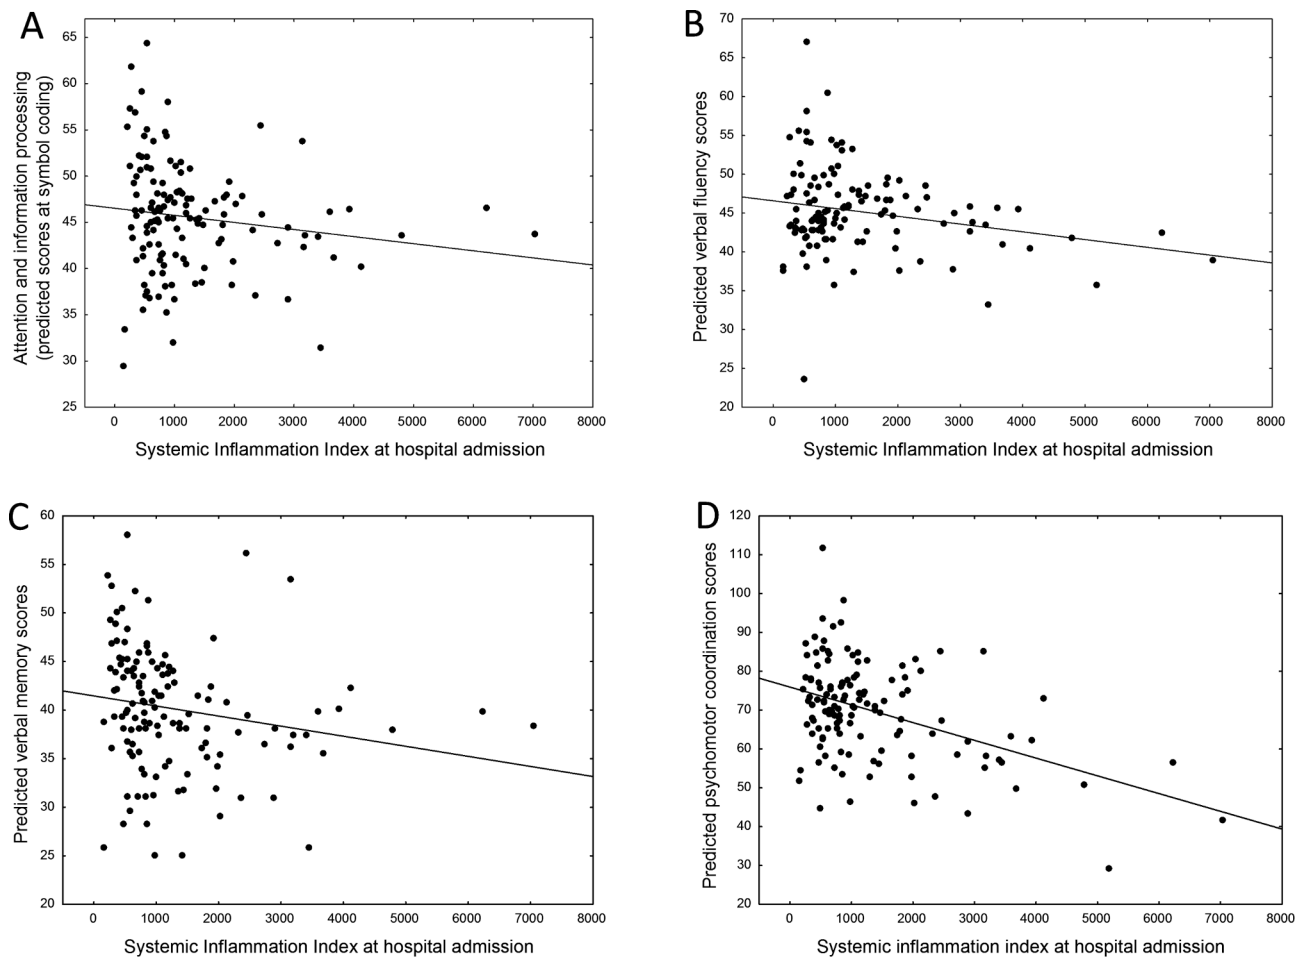 A
Attention and information processing
(predicted scores at symbol coding)
65
60
55
50
45
40
35
30
25
0 1000 2000 3000 4000 5000 6000 7000 8000
Systemic Inflammation Index at hospital admission
B
Predicted verbal fluency scores
70
65
60
55
50
45
40
35
30
25
20
0 1000 2000 3000 4000 5000 6000 7000 8000
Systemic Inflammation Index at hospital admission
C
Predicted verbal memory scores
60
55
50
45
40
35
30
25
20
0 1000 2000 3000 4000 5000 6000 7000 8000
Systemic Inflammation Index at hospital admission
D
Predicted psychomotor coordination scores
120
110
100
90
80
70
60
50
40
30
20
0 1000 2000 3000 4000 5000 6000 7000 8000
Systemic inflammation index at hospital admission